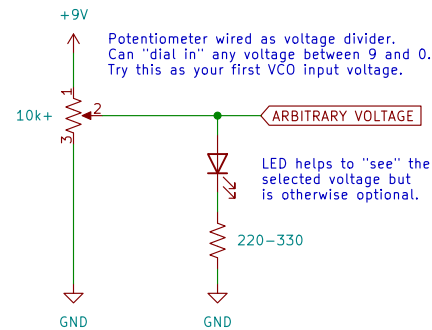 +9V
Potentiometer wired as voltage divider.
Can "dial in" any voltage between 9 and 0.
Try this as your first VCO input voltage.
1
10k+
2
ARBITRARY VOLTAGE
3
LED helps to "see" the
selected voltage but
is otherwise optional.
220-330
GND
GND